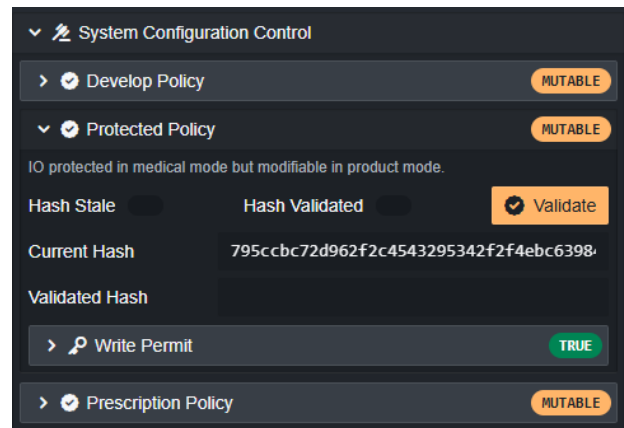 System Configuration Control
Develop Policy MUTABLE
Protected Policy MUTABLE
IO protected in medical mode but modifiable in product mode.
Hash Stale Hash Validated Validate
Current Hash 795ccbc72d962f2c4543295342f2f4ebc6398
Validated Hash
Write Permit TRUE
Prescription Policy MUTABLE